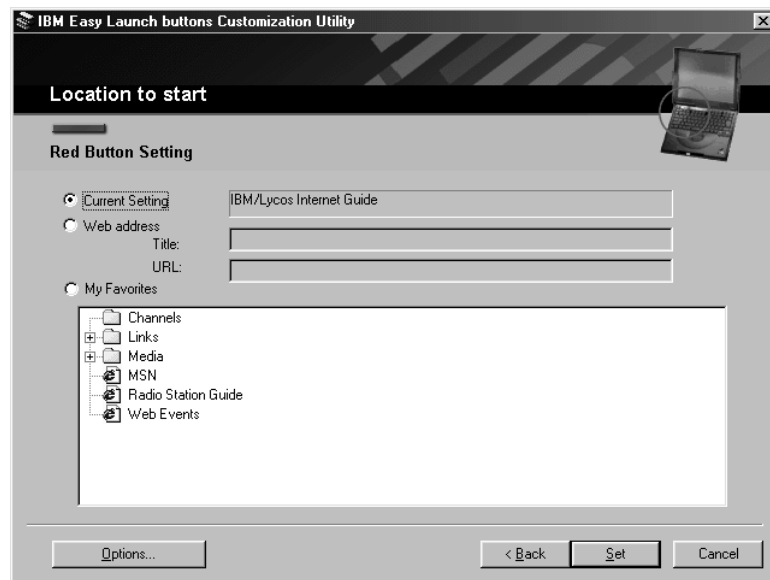 IBM Easy Launch buttons Customization Utility
Location to start
Red Button Setting
Current Setting
IBM/Lycos Internet Guide
Web address
Title:
URL:
My Favorites
Channels
Links
Media
MSN
Radio Station Guide
Web Events
Options...
< Back
Set
Cancel